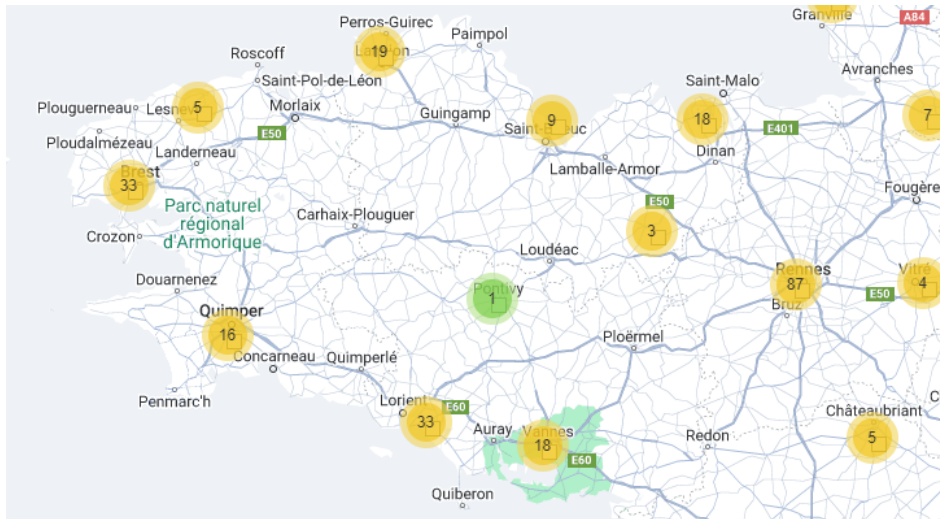 Granville
A84
Perros-Guirec
19
Paimpol
Roscoff
Avranches
Saint-Pol-de-Léon
Saint-Malo
Plouguerneau
5
Morlaix
Guingamp
9
18
7
E50
E401
Ploudalmézeau
Landerneau
Dinan
Lamballe-Armor
Brest
33
Fougère
E50
Parc naturel
régional
d'Armorique
Carhaix-Plouguer
3
Crozon
Loudéac
Rennes
Vitré
87
4
Douarnenez
Pontivy
1
E50
Bruz
Quimper
16
Ploërmel
Concarneau
Quimperlé
Penmarc'h
Lorient
E60
33
Châteaubriant
Auray
Vannes
18
Redon
5
E60
Quiberon